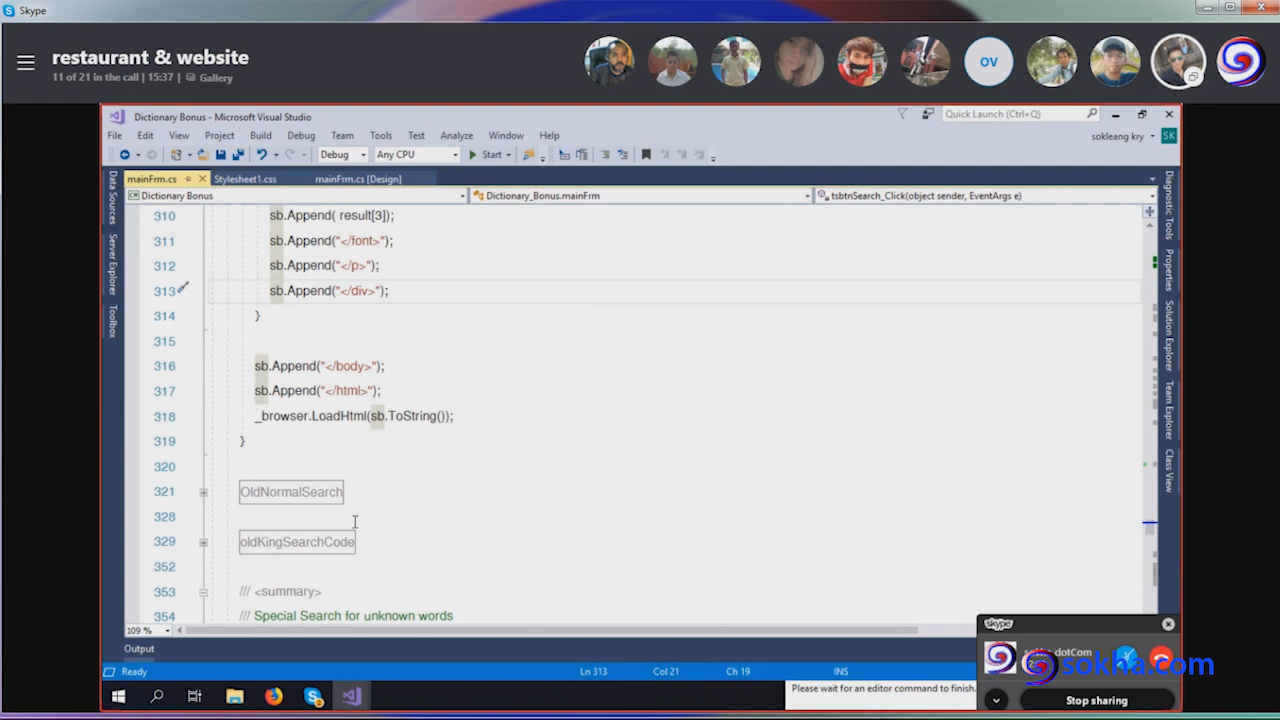 Skype
restaurant & website
11 of 21 in the call | 15:37 | Gallery
OV
Dictionary Bonus - Microsoft Visual Studio
Quick Launch (Ctrl+Q)
File Edit View Project Build Debug Team Tools Test Analyze Window Help
sokleang kry
SK
Debug Any CPU Start
mainFrm.cs Stylesheet1.css mainFrm.cs [Design]
Dictionary Bonus Dictionary_Bonus.mainFrm tsbtnSearch_Click(object sender, EventArgs e)
Data Sources
Server Explorer
Toolbox
310 sb.Append( result[3]);
311 sb.Append("</font>");
312 sb.Append("</p>");
313 sb.Append("</div>");
314 }
315
316 sb.Append("</body>");
317 sb.Append("</html>");
318 _browser.LoadHtml(sb.ToString());
319 }
320
321 OldNormalSearch
328
329 oldKingSearchCode
352
353 /// <summary>
354 /// Special Search for unknown words
Diagnostic Tools
Properties
Solution Explorer
Team Explorer
Class View
109 %
Output
Ready Ln 313 Col 21 Ch 19 INS
Please wait for an editor command to finish.
skype
sokha.com
Stop sharing